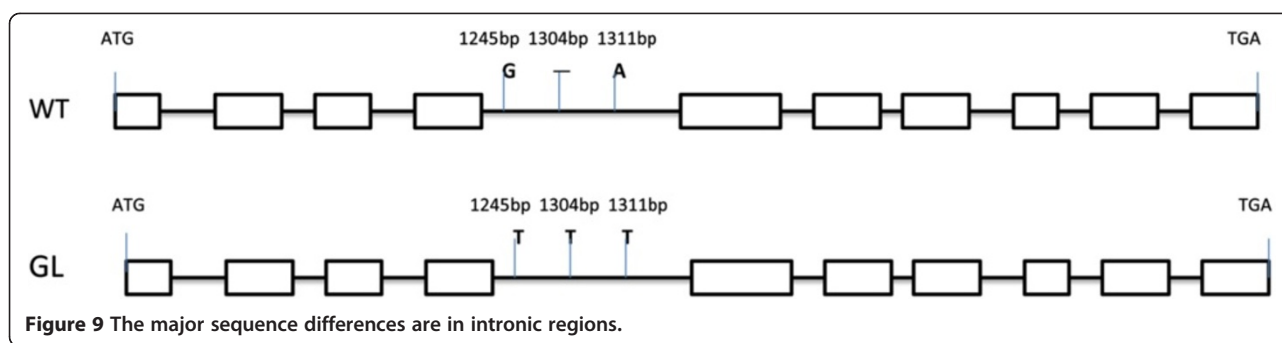 ATG 1245bp 1304bp 1311bp TGA
G — A
WT
ATG 1245bp 1304bp 1311bp TGA
T T T
GL
Figure 9 The major sequence differences are in intronic regions.